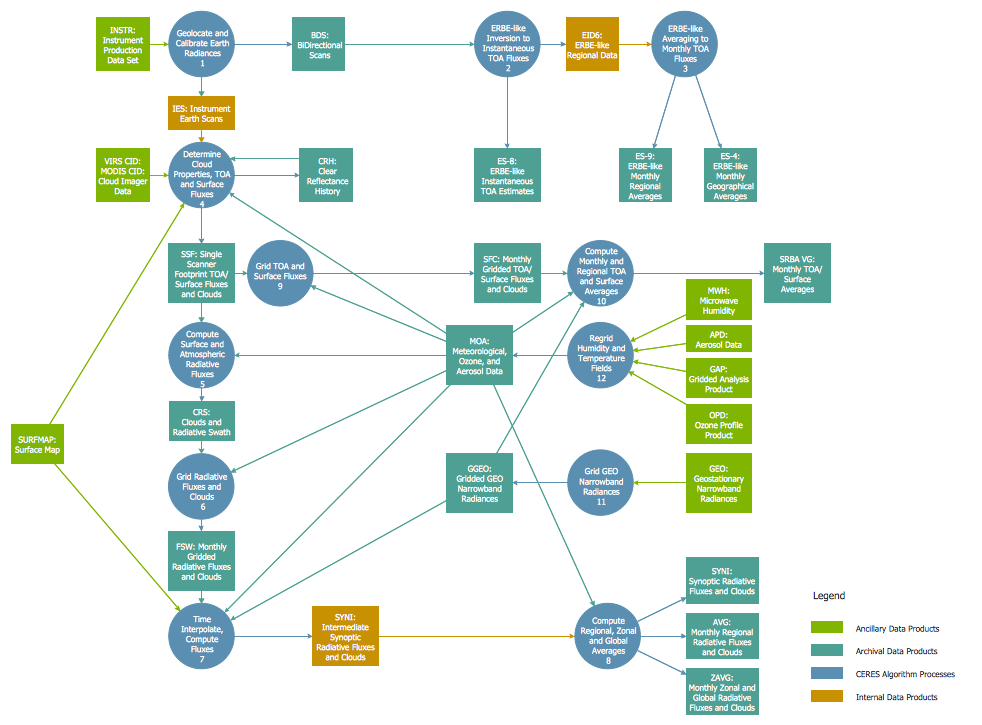 INSTR:
Instrument
Production
Data Set
Geolocate and
Calibrate Earth
Radiances
1
BDS:
BiDirectional
Scans
ERBE-like
Inversion to
Instantaneous
TOA Fluxes
2
EID6:
ERBE-like
Regional Data
ERBE-like
Averaging to
Monthly TOA
Fluxes
3
IES: Instrument
Earth Scans
VIRS CID:
MODIS CID:
Cloud Imager
Data
Determine
Cloud
Properties, TOA
and Surface
Fluxes
4
CRH:
Clear
Reflectance
History
ES-8:
ERBE-like
Instantaneous
TOA Estimates
ES-9:
ERBE-like
Monthly
Regional
Averages
ES-4:
ERBE-like
Monthly
Geographical
Averages
SSF: Single
Scanner
Footprint TOA/
Surface Fluxes
and Clouds
Grid TOA and
Surface Fluxes
9
SFC: Monthly
Gridded TOA/
Surface Fluxes
and Clouds
Compute
Monthly and
Regional TOA
and Surface
Averages
10
SRBA VG:
Monthly TOA/
Surface
Averages
MWH:
Microwave
Humidity
Compute
Surface and
Atmospheric
Radiative
Fluxes
5
MOA:
Meteorological,
Ozone, and
Aerosol Data
Regrid
Humidity and
Temperature
Fields
12
APD:
Aerosol Data
GAP:
Gridded Analysis
Product
OPD:
Ozone Profile
Product
CRS:
Clouds and
Radiative Swath
SURFMAP:
Surface Map
Grid Radiative
Fluxes and
Clouds
6
GGEO:
Gridded GEO
Narrowband
Radiances
Grid GEO
Narrowband
Radiances
11
GEO:
Geostationary
Narrowband
Radiances
FSW: Monthly
Gridded
Radiative Fluxes
and Clouds
Time
Interpolate,
Compute
Fluxes
7
SYNI:
Intermediate
Synoptic
Radiative Fluxes
and Clouds
Compute
Regional, Zonal
and Global
Averages
8
SYNI:
Synoptic Radiative
Fluxes and Clouds
AVG:
Monthly Regional
Radiative Fluxes
and Clouds
ZAVG:
Monthly Zonal and
Global Radiative
Fluxes and Clouds
Legend
Ancillary Data Products
Archival Data Products
CERES Algorithm Processes
Internal Data Products